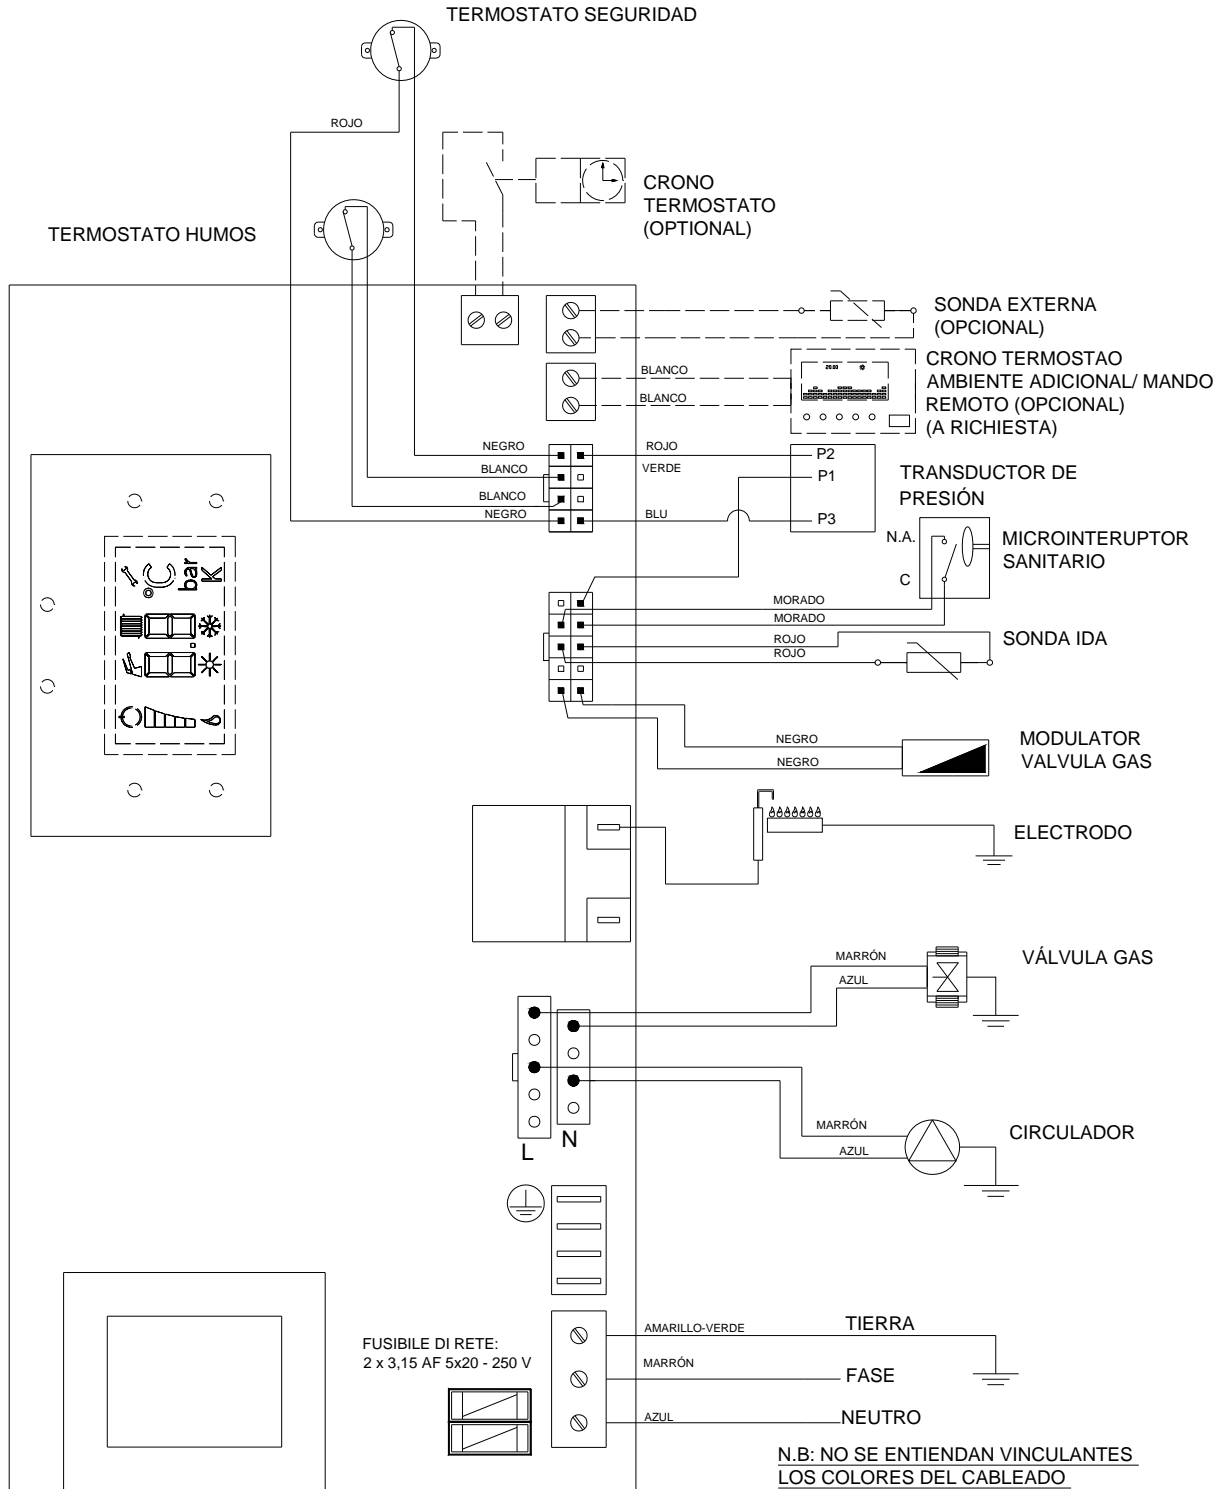 TERMOSTATO SEGURIDAD
ROJO
CRONO
TERMOSTATO
(OPTIONAL)
TERMOSTATO HUMOS
SONDA EXTERNA
(OPCIONAL)
CRONO TERMOSTAO
AMBIENTE ADICIONAL/ MANDO
REMOTO (OPCIONAL)
(A RICHIESTA)
20.00
BLANCO
BLANCO
NEGRO
ROJO
P2
BLANCO
VERDE
P1
TRANSDUCTOR DE
PRESIÓN
BLANCO
NEGRO
BLU
P3
N.A.
C
MICROINTERUPTOR
SANITARIO
°C
bar
K
MORADO
MORADO
ROJO
ROJO
SONDA IDA
NEGRO
NEGRO
MODULATOR
VALVULA GAS
ELECTRODO
MARRÓN
AZUL
VÁLVULA GAS
L
N
MARRÓN
AZUL
CIRCULADOR
FUSIBILE DI RETE:
2 x 3,15 AF 5x20 - 250 V
AMARILLO-VERDE
TIERRA
MARRÓN
FASE
AZUL
NEUTRO
N.B: NO SE ENTIENDAN VINCULANTES
LOS COLORES DEL CABLEADO